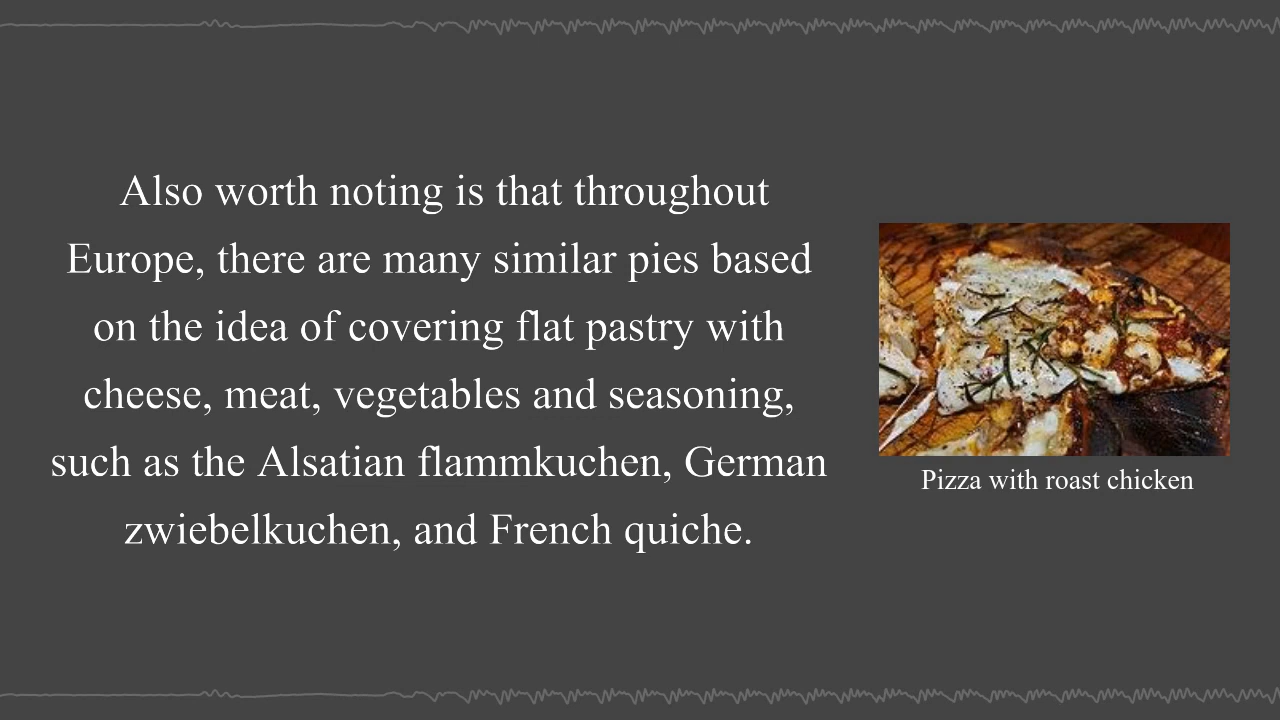 Also worth noting is that throughout
Europe, there are many similar pies based
on the idea of covering flat pastry with
cheese, meat, vegetables and seasoning,
such as the Alsatian flammkuchen, German
zwiebelkuchen, and French quiche.
Pizza with roast chicken